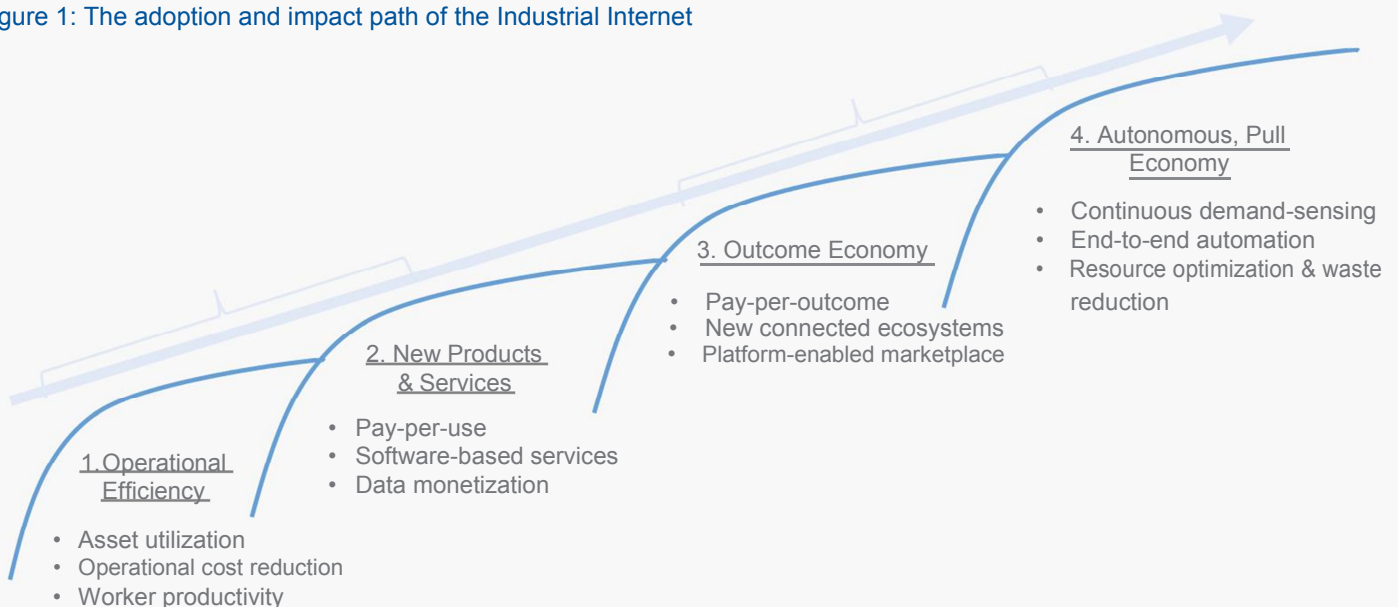 gure 1: The adoption and impact path of the Industrial Internet
1.Operational
Efficiency
• Asset utilization
• Operational cost reduction
• Worker productivity
2. New Products
& Services
• Pay-per-use
• Software-based services
• Data monetization
3. Outcome Economy
• Pay-per-outcome
• New connected ecosystems
• Platform-enabled marketplace
4. Autonomous, Pull
Economy
• Continuous demand-sensing
• End-to-end automation
• Resource optimization & waste
reduction